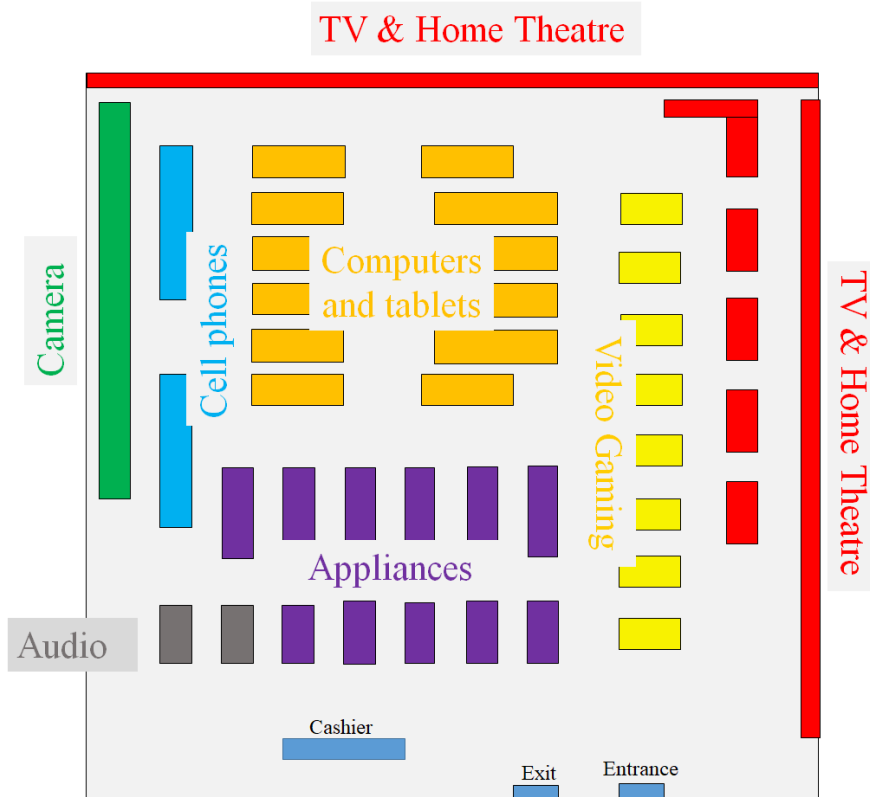 TV & Home Theatre
Camera
Cell phones
Computers
and tablets
Video Gaming
TV & Home Theatre
Appliances
Audio
Cashier
Exit
Entrance